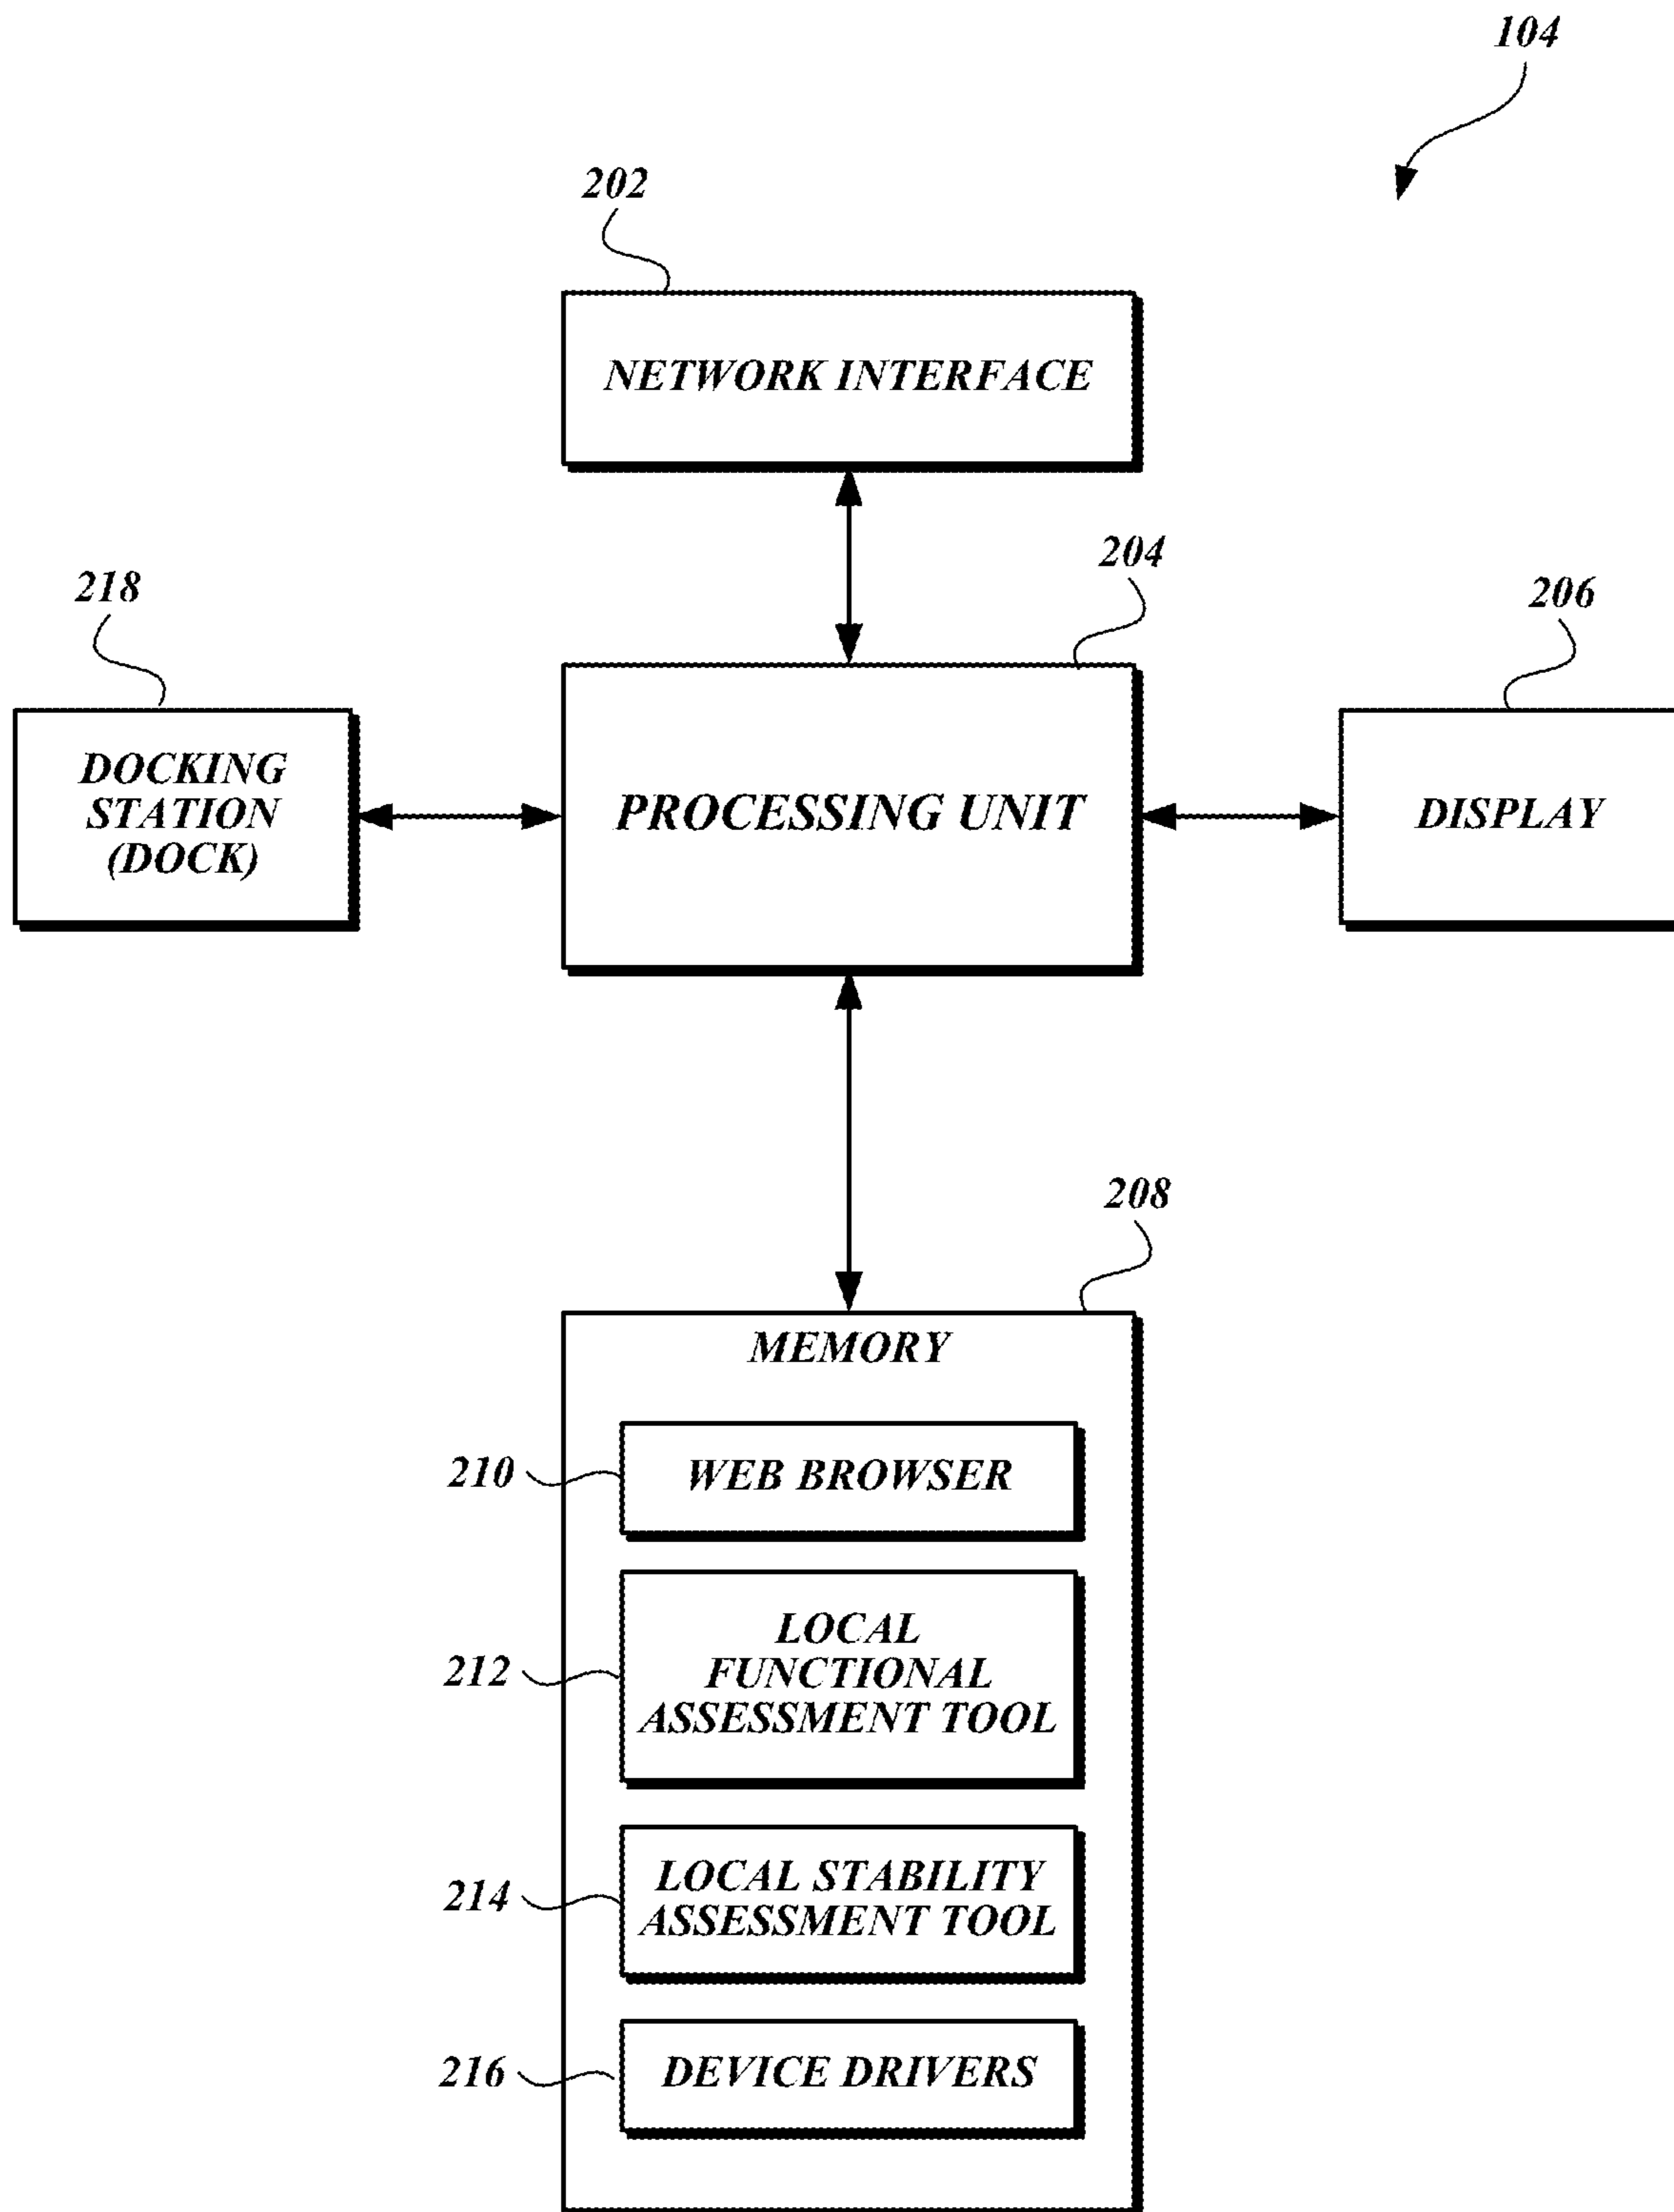 104
202
NETWORK INTERFACE
204
218
206
DOCKING
STATION
(DOCK)
PROCESSING UNIT
DISPLAY
208
MEMORY
210
WEB BROWSER
212
LOCAL
FUNCTIONAL
ASSESSMENT TOOL
214
LOCAL STABILITY
ASSESSMENT TOOL
216
DEVICE DRIVERS